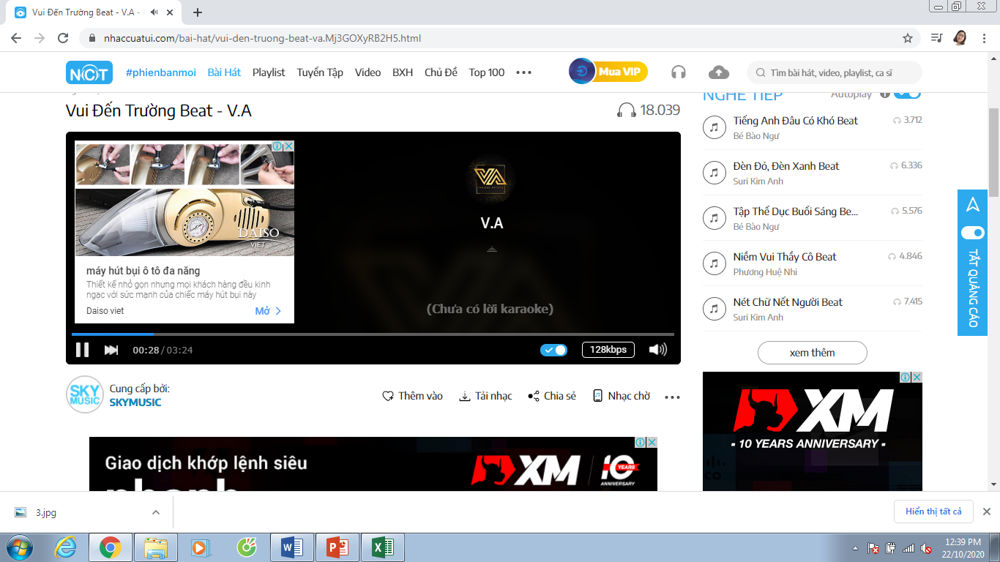 Vui Đến Trường Beat - V.A -
nhaccuatui.com/bai-hat/vui-den-truong-beat-va.Mj3GOXyRB2H5.html
NCT
#phienbanmoi Bài Hát Playlist Tuyển Tập Video BXH Chủ Đề Top 100
Mua VIP
Tìm bài hát, video, playlist, ca sĩ
Vui Đến Trường Beat - V.A
18.039
DAISO
VIET
máy hút bụi ô tô đa năng
Thiết kế nhỏ gọn nhưng mọi khách hàng đều kinh
ngạc với sức mạnh của chiếc máy hút bụi này
Daiso viet
Mở
VA
VARIOUS ARTISTS
V.A
(Chưa có lời karaoke)
00:28 / 03:24
128kbps
SKY
MUSIC
Cung cấp bởi:
SKYMUSIC
Thêm vào Tải nhạc Chia sẻ Nhạc chờ
Giao dịch khớp lệnh siêu
nhanh
XM
10
YEARS
ANNIVERSARY
NGHE TIẾP
Autoplay
Tiếng Anh Đâu Có Khó Beat 3.712
Bé Bào Ngư
Đèn Đỏ, Đèn Xanh Beat 6.336
Suri Kim Anh
Tập Thể Dục Buổi Sáng Be... 5.576
Bé Bào Ngư
Niềm Vui Thầy Cô Beat 4.846
Phương Huệ Nhi
Nét Chữ Nết Người Beat 7.415
Suri Kim Anh
xem thêm
XM
- 10 YEARS ANNIVERSARY -
TẮT QUẢNG CÁO
3.jpg
Hiển thị tất cả
12:39 PM
22/10/2020